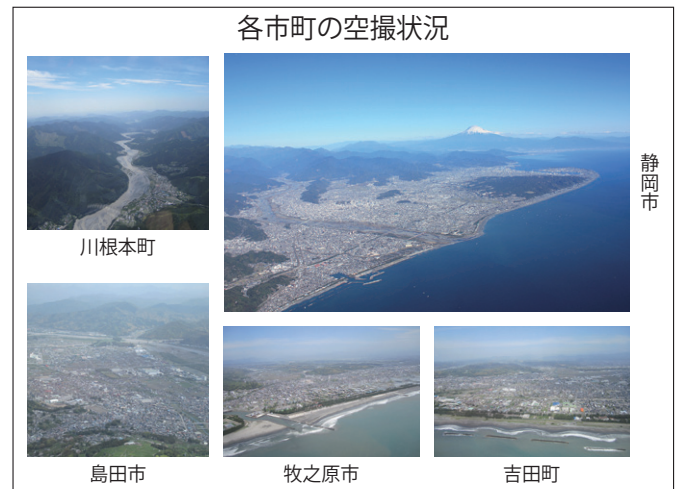 各市町の空撮状況
川根本町
静岡市
島田市
牧之原市
吉田町